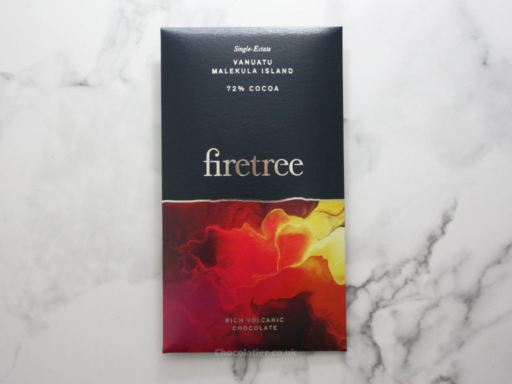 Single-Estate
VANUATU
MALEKULA ISLAND
72% COCOA
firetree
RICH VOLCANIC
CHOCOLATE
Chocolatier.co.uk